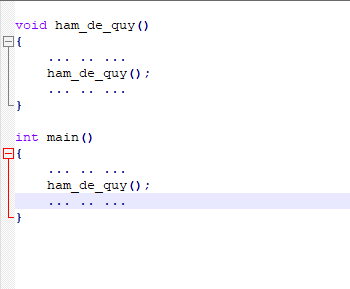 void ham_de_quy()
{
... .. ...
ham_de_quy();
... .. ...
}
int main()
{
... .. ...
ham_de_quy();
... .. ...
}